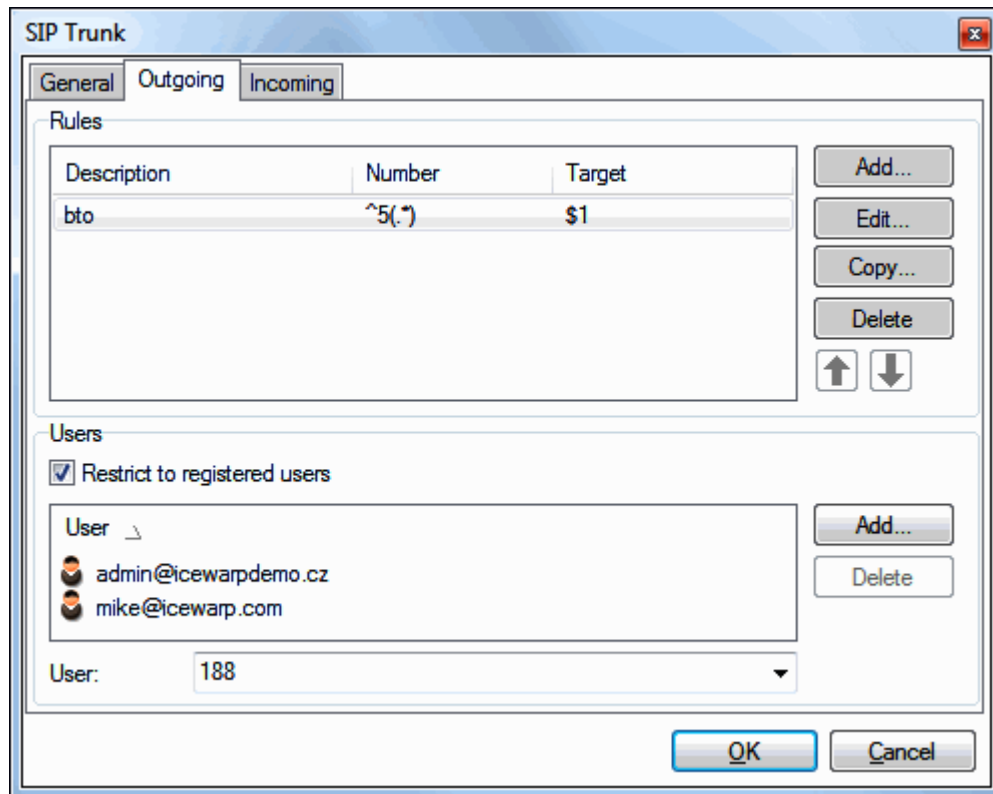 SIP Trunk
General Outgoing Incoming
Rules
Description Number Target
bto ^5(.*) $1
Add...
Edit...
Copy...
Delete
Users
Restrict to registered users
User
admin@icewarpdemo.cz
mike@icewarp.com
Add...
Delete
User: 188
OK Cancel